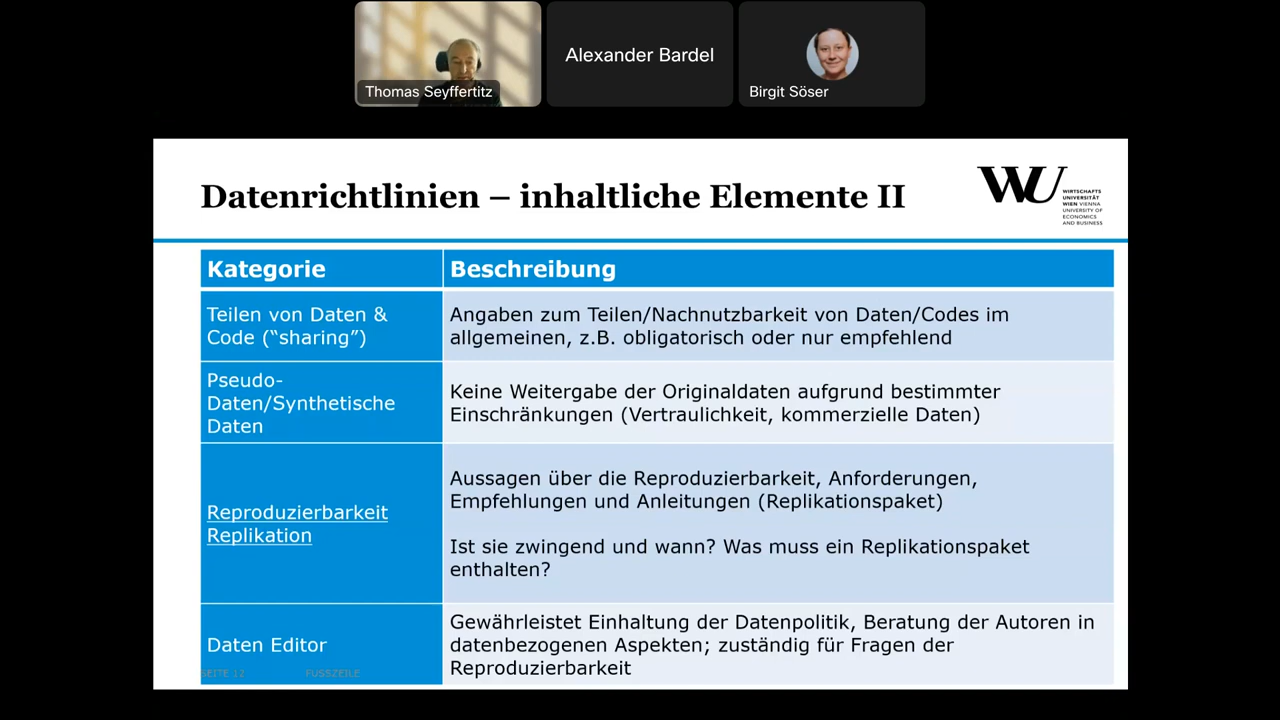 Thomas Seyffertitz
Alexander Bardel
Birgit Söser
Datenrichtlinien – inhaltliche Elemente II
WU
WIRTSCHAFTS
UNIVERSITÄT
WIEN VIENNA
UNIVERSITY OF
ECONOMICS
AND BUSINESS
Kategorie
Beschreibung
Teilen von Daten &
Code (“sharing”)
Angaben zum Teilen/Nachnutzbarkeit von Daten/Codes im
allgemeinen, z.B. obligatorisch oder nur empfehlend
Pseudo-
Daten/Synthetische
Daten
Keine Weitergabe der Originaldaten aufgrund bestimmter
Einschränkungen (Vertraulichkeit, kommerzielle Daten)
Reproduzierbarkeit
Replikation
Aussagen über die Reproduzierbarkeit, Anforderungen,
Empfehlungen und Anleitungen (Replikationspaket)
Ist sie zwingend und wann? Was muss ein Replikationspaket
enthalten?
Daten Editor
Gewährleistet Einhaltung der Datenpolitik, Beratung der Autoren in
datenbezogenen Aspekten; zuständig für Fragen der
Reproduzierbarkeit
SEITE 12
FUSSZEILE